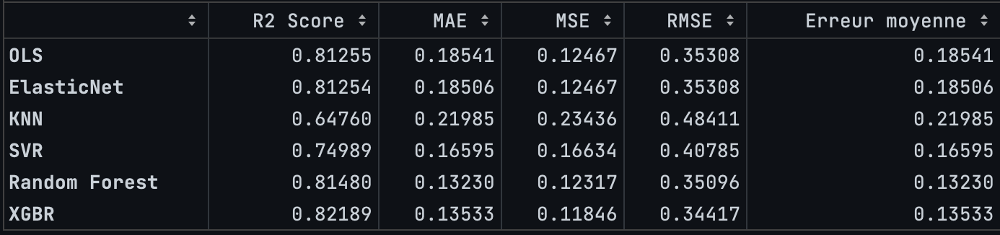 R2 Score MAE MSE RMSE Erreur moyenne
OLS 0.81255 0.18541 0.12467 0.35308 0.18541
ElasticNet 0.81254 0.18506 0.12467 0.35308 0.18506
KNN 0.64760 0.21985 0.23436 0.48411 0.21985
SVR 0.74989 0.16595 0.16634 0.40785 0.16595
Random Forest 0.81480 0.13230 0.12317 0.35096 0.13230
XGBR 0.82189 0.13533 0.11846 0.34417 0.13533